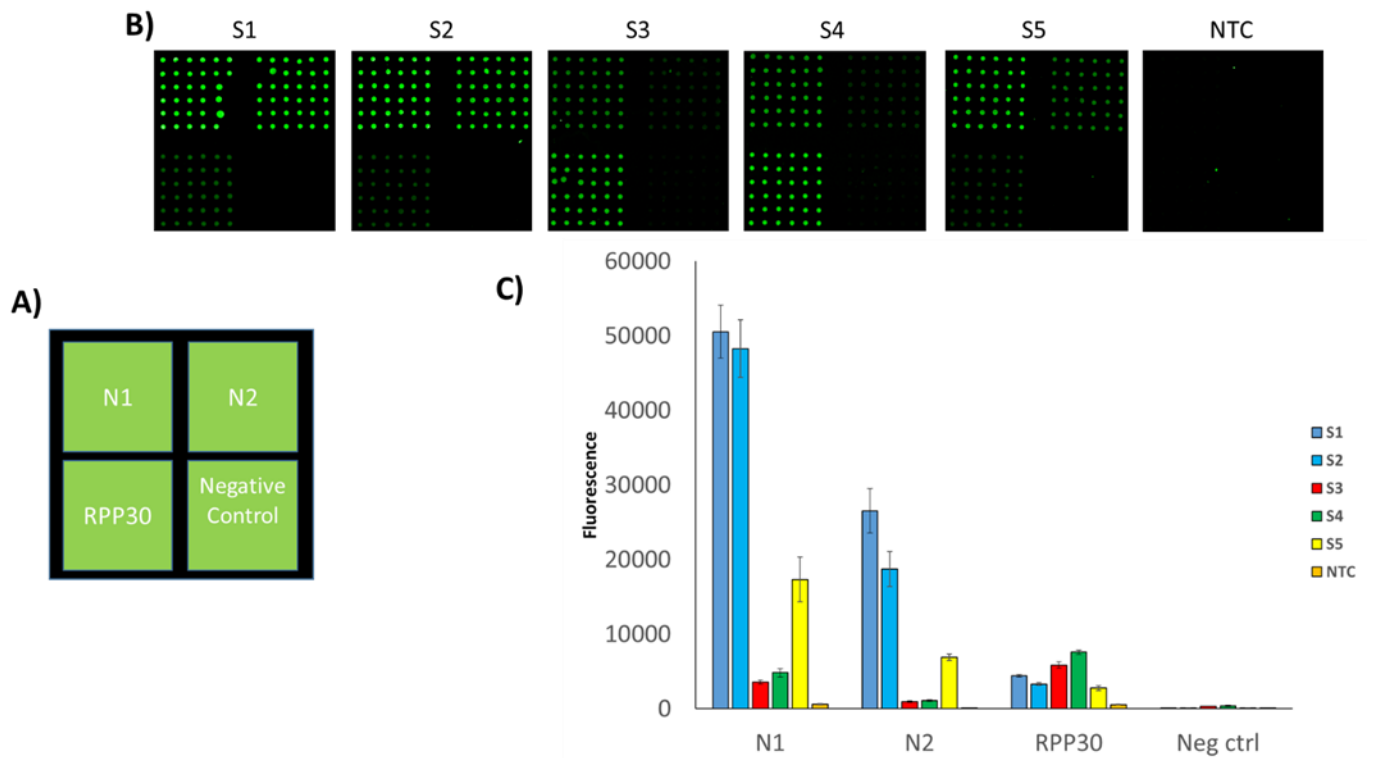 B)
S1 S2 S3 S4 S5 NTC
A)
N1 N2
RPP30 Negative
Control
C)
Fluorescence
60000
50000
40000
30000
20000
10000
0
N1 N2 RPP30 Neg ctrl
S1
S2
S3
S4
S5
NTC